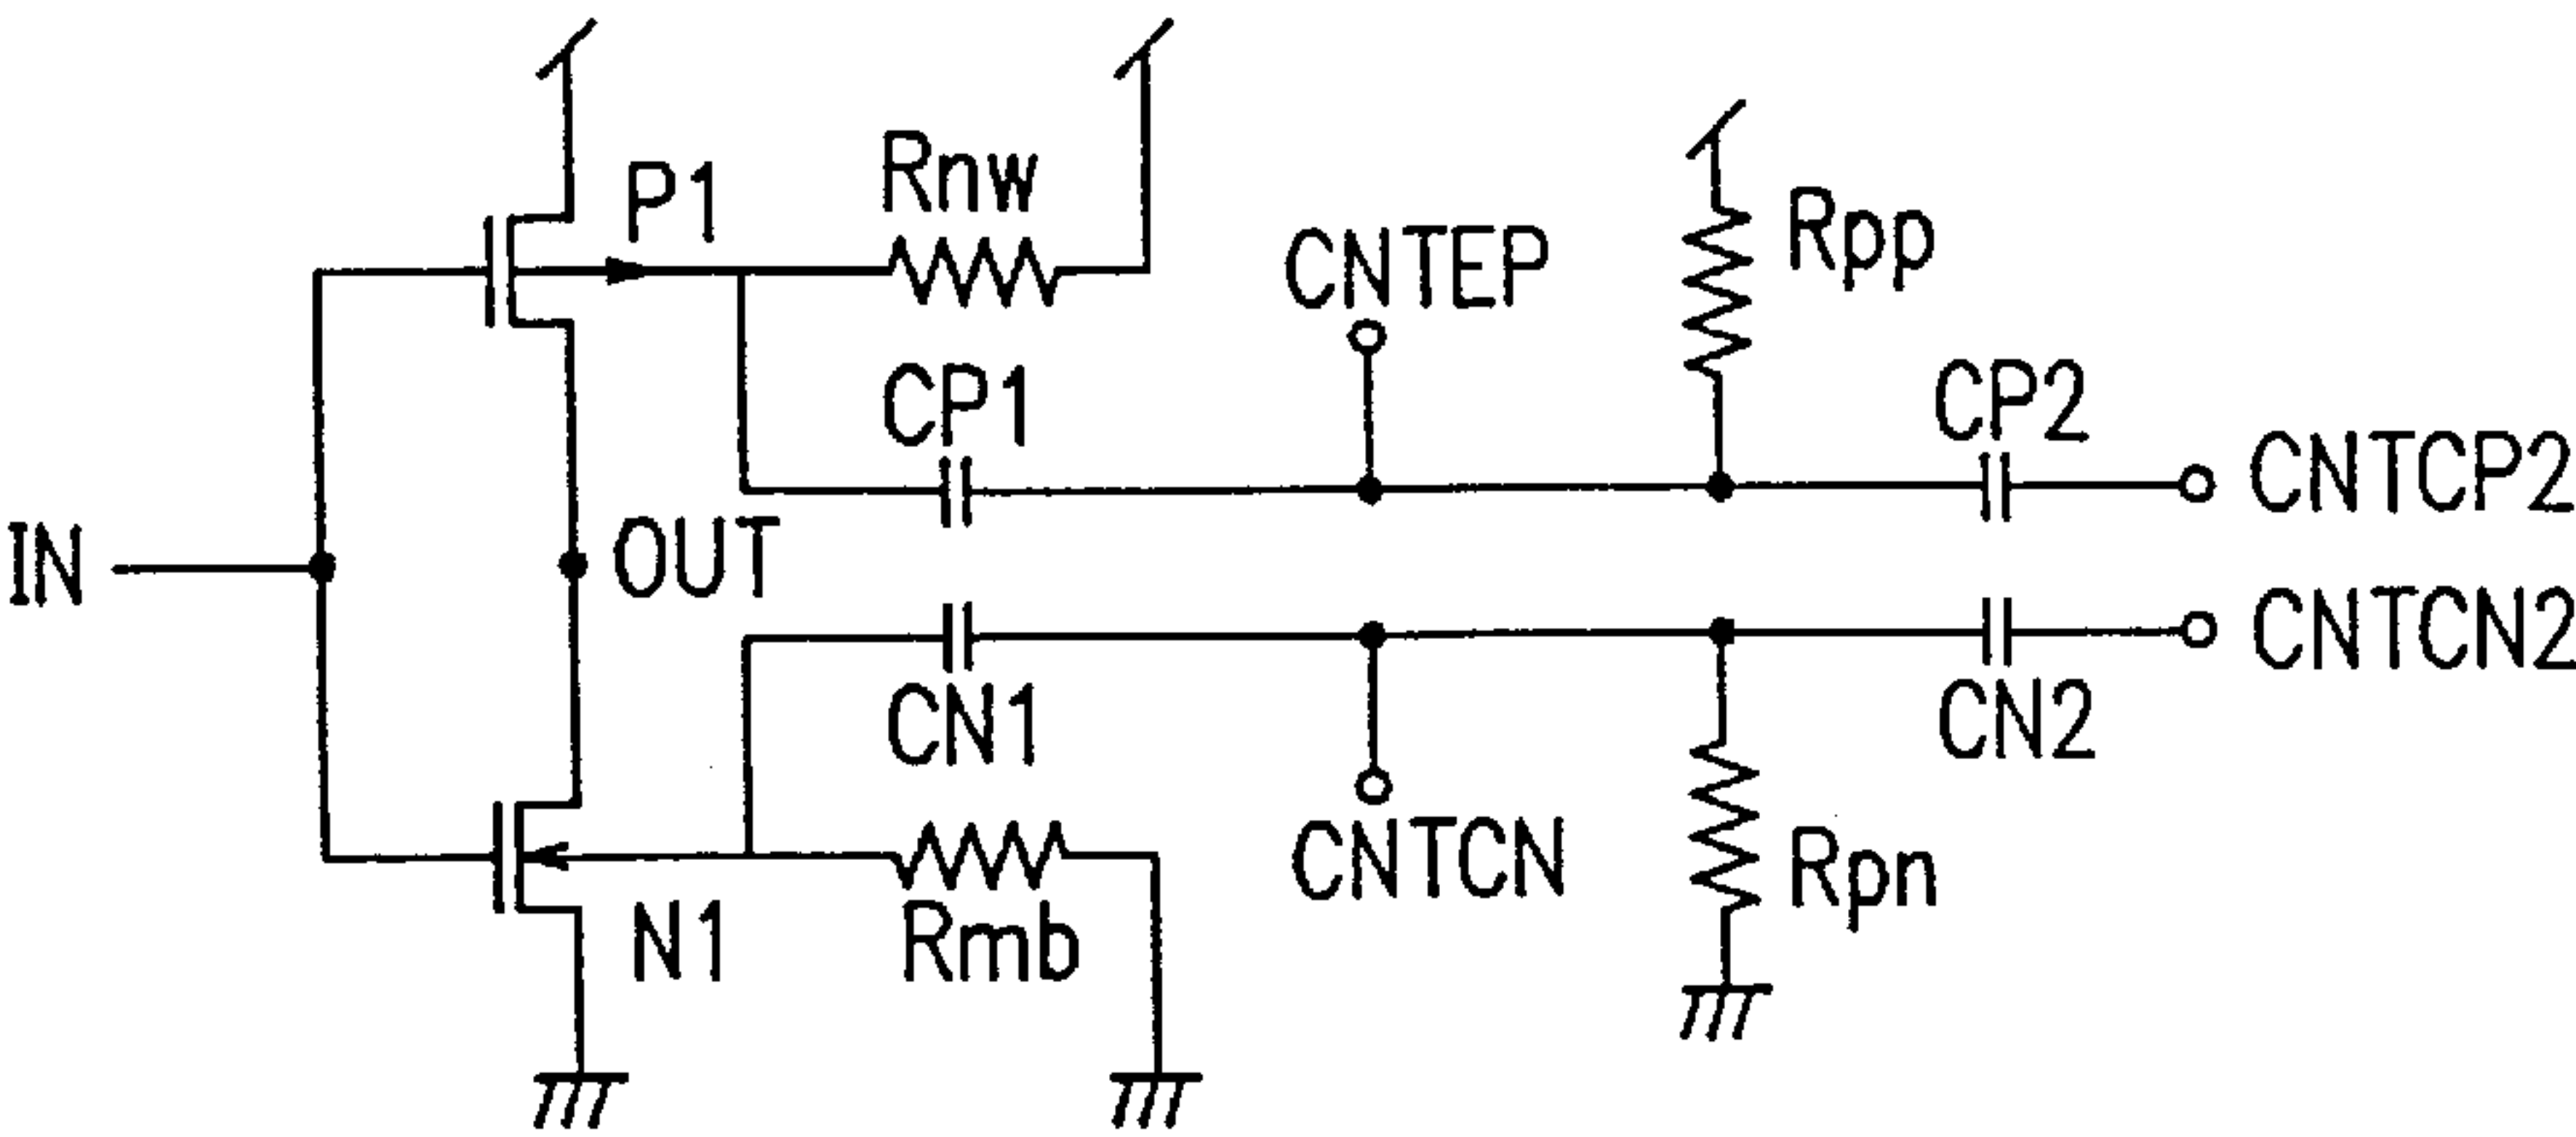 P1
Rnw
CNTEP
Rpp
CP1
CP2
CNTCP2
IN
OUT
CN1
CNTCN
CN2
CNTCN2
N1
Rmb
Rpn